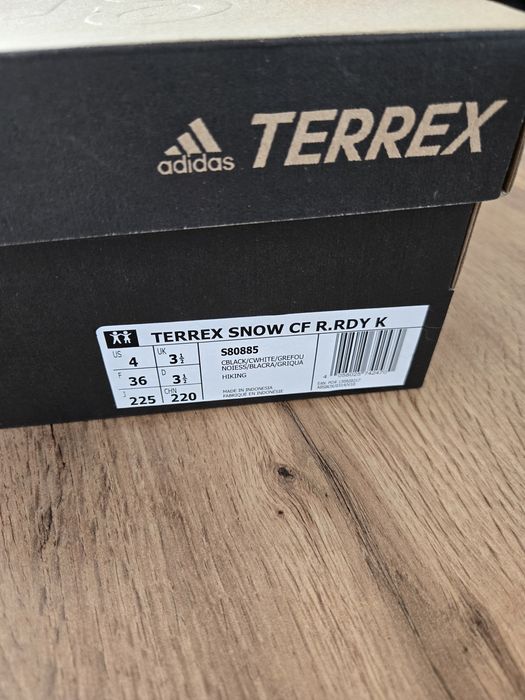 adidas TERREX
TERREX SNOW CF R.RDY K
US 4 UK 3½
F 36 D 3½
J 225 CHN 220
S80885
CBLACK/CWHITE/GREFOU
NOIESS/BLACRA/GRIQUA
HIKING
MADE IN INDONESIA
FABRIQUÉ EN INDONÉSIE